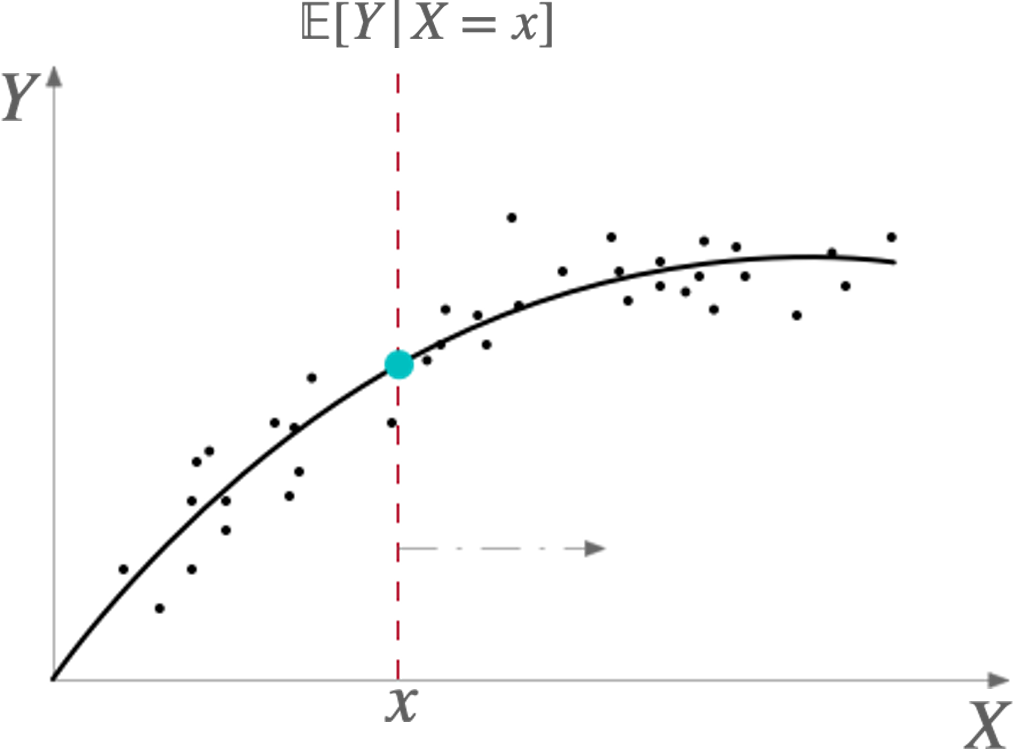 𝔼[Y|X = x]
Y
x
X